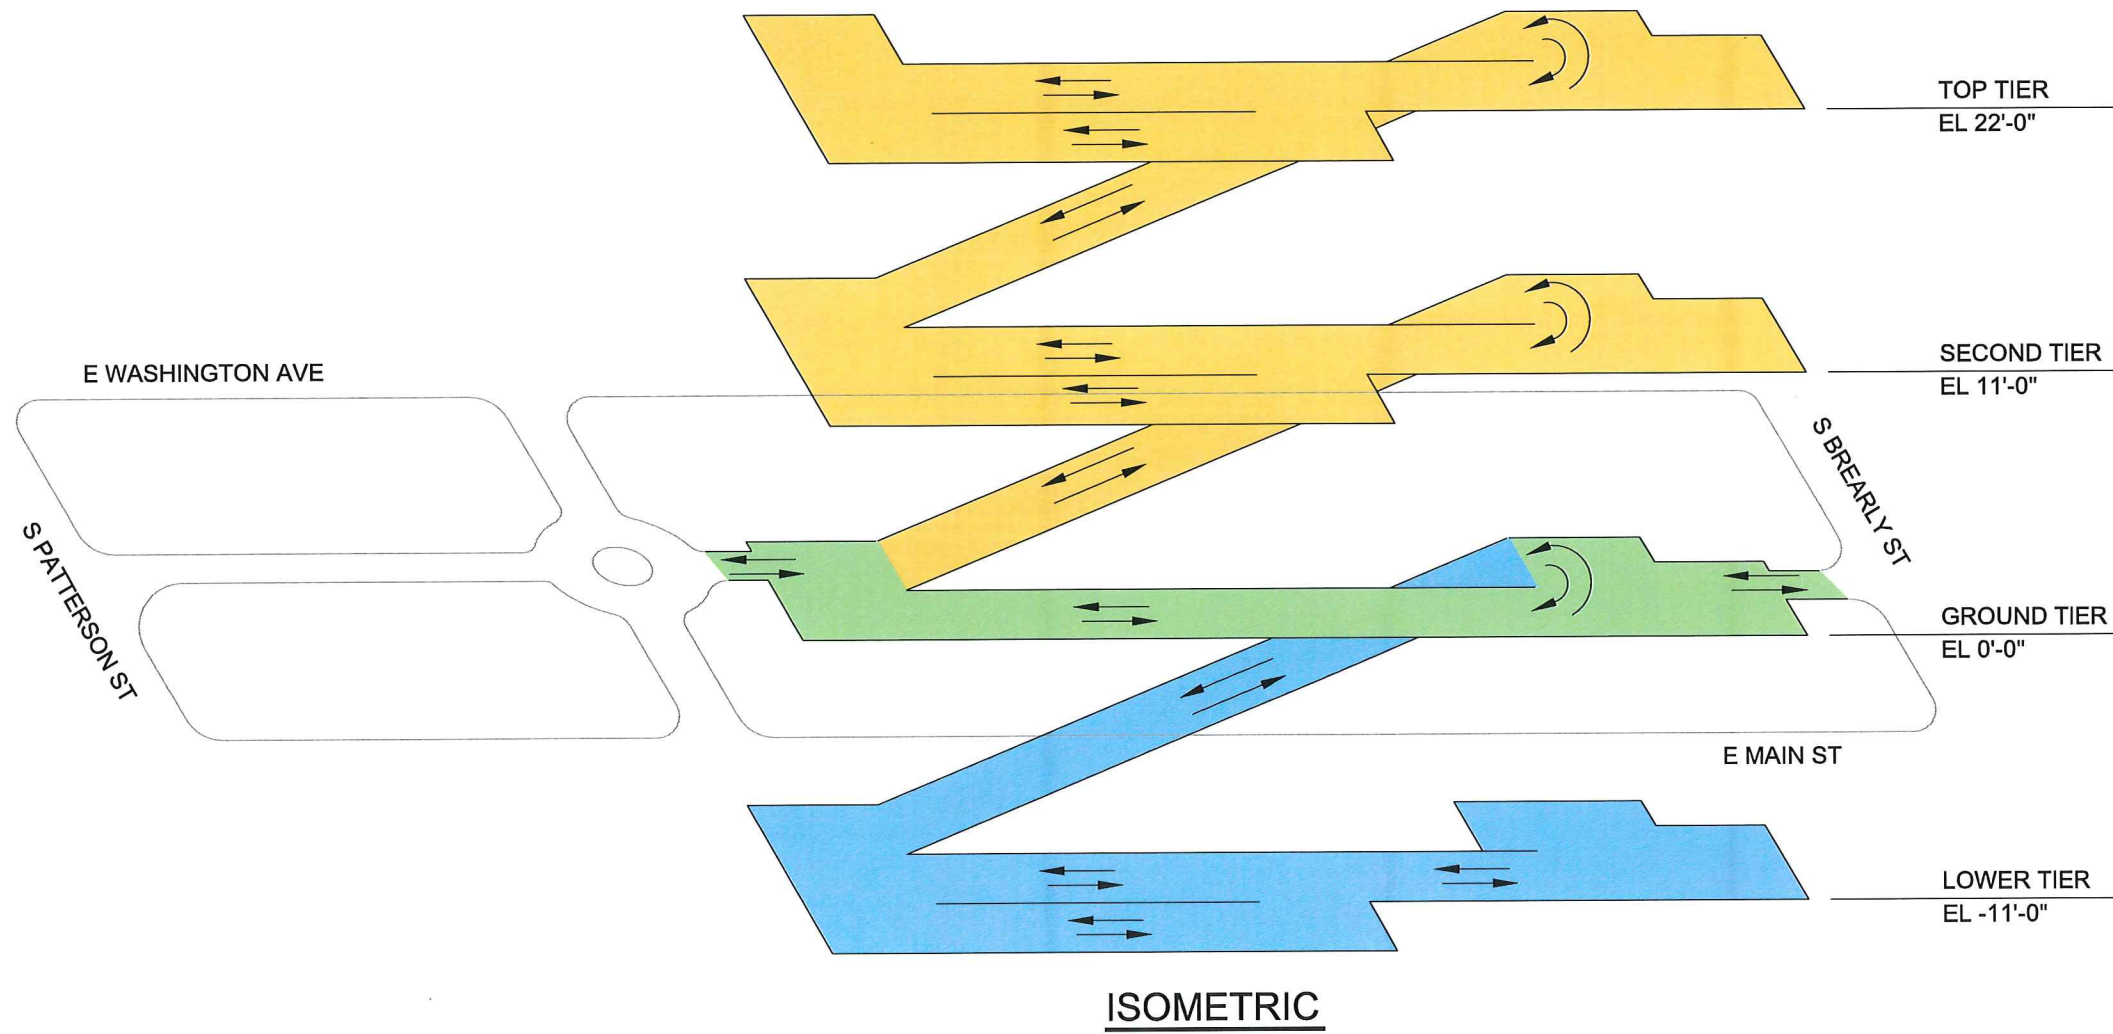 TOP TIER
EL 22'-0"
E WASHINGTON AVE
SECOND TIER
EL 11'-0"
S BREARLY ST
S PATTERSON ST
GROUND TIER
EL 0'-0"
E MAIN ST
LOWER TIER
EL -11'-0"
ISOMETRIC